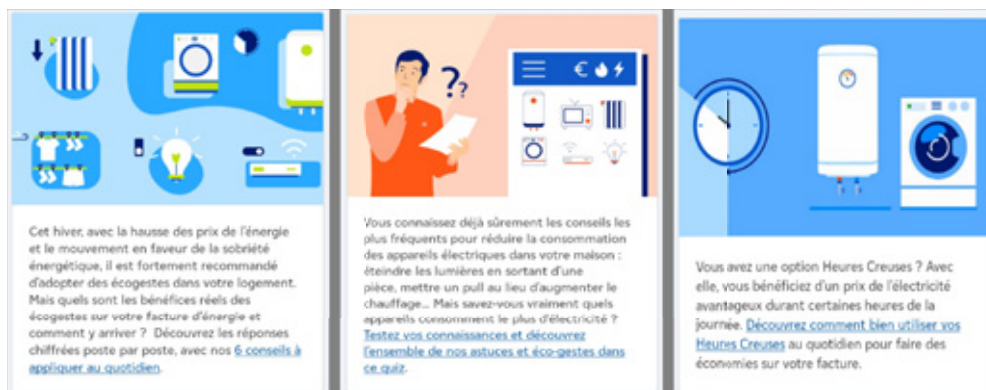 Cet hiver, avec la hausse des prix de l'énergie
et le mouvement en faveur de la sobriété
énergétique, il est fortement recommandé
d'adopter des écogestes dans votre logement.
Mais quels sont les bénéfices réels des
écogestes sur votre facture d'énergie et
comment y arriver ? Découvrez les réponses
chiffrées poste par poste, avec nos 6 conseils à
appliquer au quotidien.
??
?
€
Vous connaissez déjà sûrement les conseils les
plus fréquents pour réduire la consommation
des appareils électriques dans votre maison :
éteindre les lumières en sortant d'une
pièce, mettre un pull au lieu d'augmenter le
chauffage... Mais savez-vous vraiment quels
appareils consomment le plus d'électricité ?
Testez vos connaissances et découvrez
l'ensemble de nos astuces et éco-gestes dans
ce quiz.
Vous avez une option Heures Creuses ? Avec
elle, vous bénéficiez d'un prix de l'électricité
avantageux durant certaines heures de la
journée. Découvrez comment bien utiliser vos
Heures Creuses au quotidien pour faire des
économies sur votre facture.